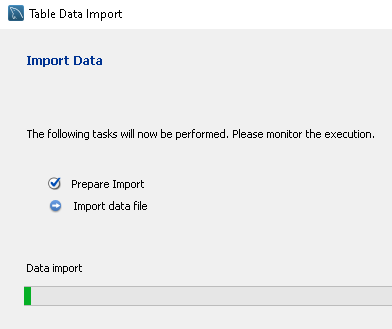 Table Data Import
Import Data
The following tasks will now be performed. Please monitor the execution.
Prepare Import
Import data file
Data import